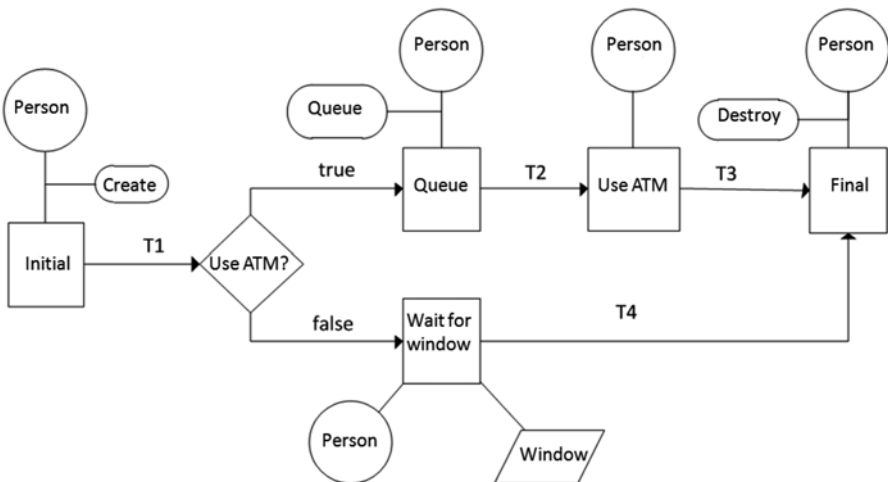 Person
Person
Person
Person
Queue
Destroy
Create
true
Queue
T2
Use ATM
T3
Final
Initial
T1
Use ATM?
false
Wait for
window
T4
Person
Window